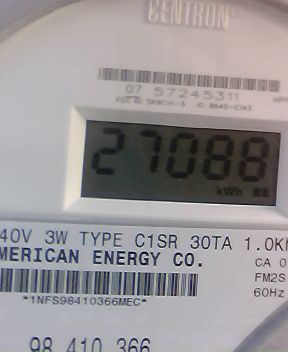 CENTRON
07 57245311
27088
kWh 88
40V 3W TYPE C1SR 30TA 1.0K
MERICAN ENERGY CO.
CA 0
FM2S
60Hz
*1NFS98410366MEC*
98 410 366